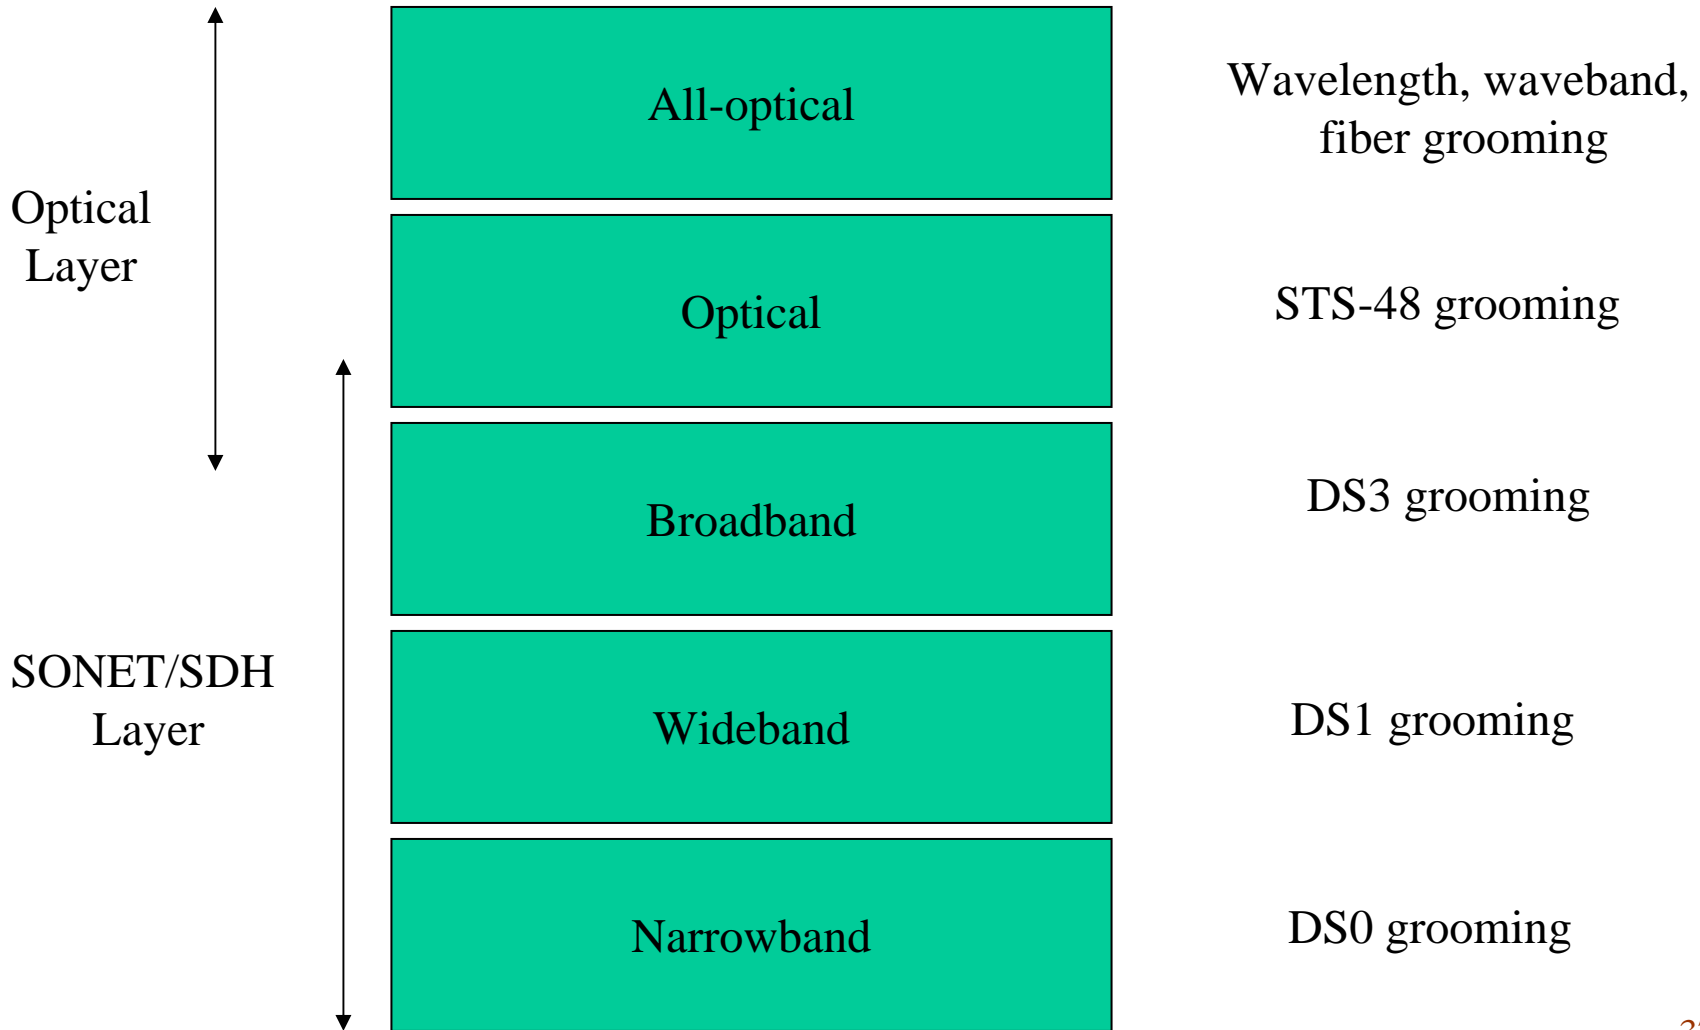 All-optical
Wavelength, waveband,
fiber grooming
Optical
Layer
Optical
STS-48 grooming
Broadband
DS3 grooming
SONET/SDH
Layer
Wideband
DS1 grooming
Narrowband
DS0 grooming